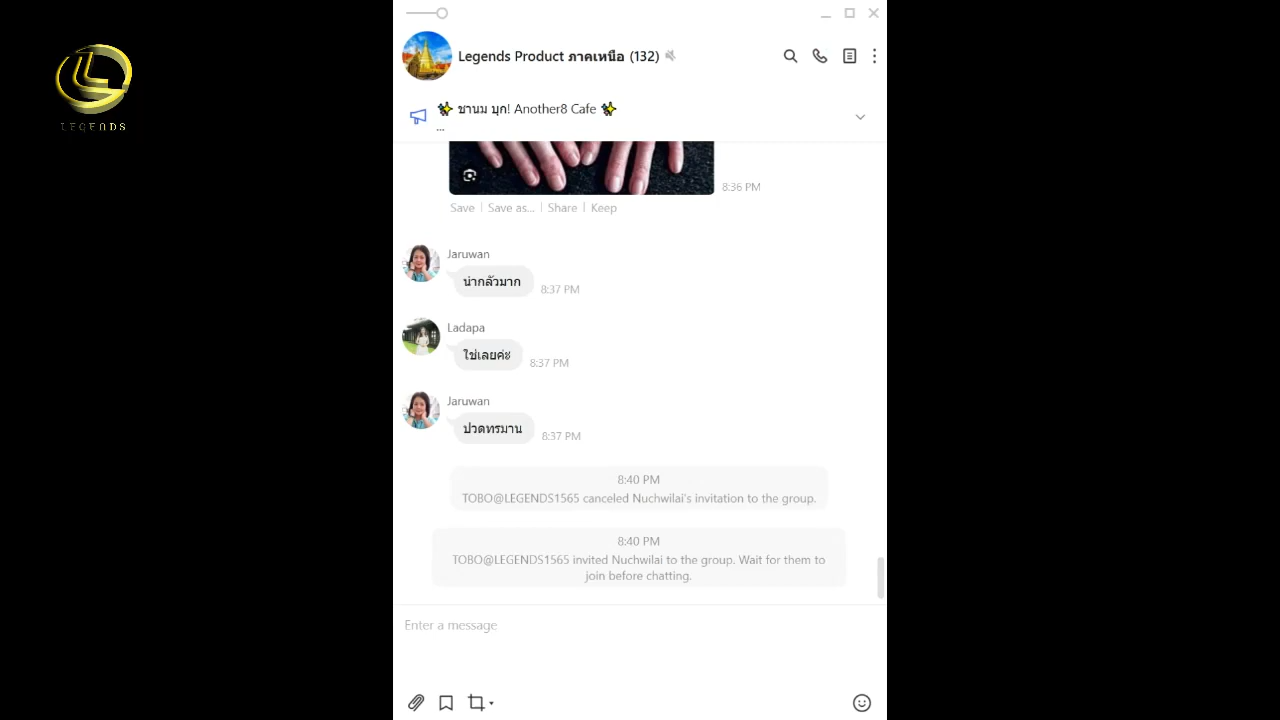 LEGENDS
Legends Product ภาคเหนือ (132)
✨ ชานม บุก! Another8 Cafe ✨
...
8:36 PM
Save | Save as... | Share | Keep
Jaruwan
น่ากลัวมาก
8:37 PM
Ladapa
ใช่เลยค่ะ
8:37 PM
Jaruwan
ปวดทรมาน
8:37 PM
8:40 PM
TOBO@LEGENDS1565 canceled Nuchwilai's invitation to the group.
8:40 PM
TOBO@LEGENDS1565 invited Nuchwilai to the group. Wait for them to
join before chatting.
Enter a message